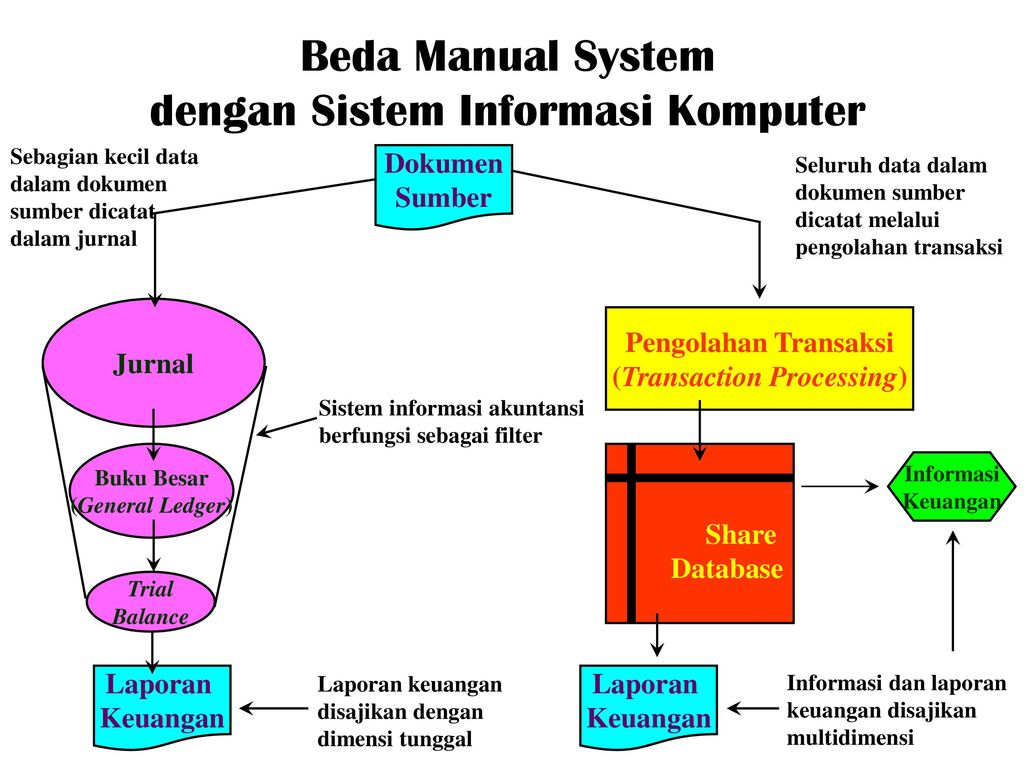 Beda Manual System
dengan Sistem Informasi Komputer
Sebagian kecil data
dalam dokumen
sumber dicatat
dalam jurnal
Dokumen
Sumber
Seluruh data dalam
dokumen sumber
dicatat melalui
pengolahan transaksi
Jurnal
Pengolahan Transaksi
(Transaction Processing)
Sistem informasi akuntansi
berfungsi sebagai filter
Buku Besar
(General Ledger)
Informasi
Keuangan
Share
Database
Trial
Balance
Laporan
Keuangan
Laporan keuangan
disajikan dengan
dimensi tunggal
Laporan
Keuangan
Informasi dan laporan
keuangan disajikan
multidimensi